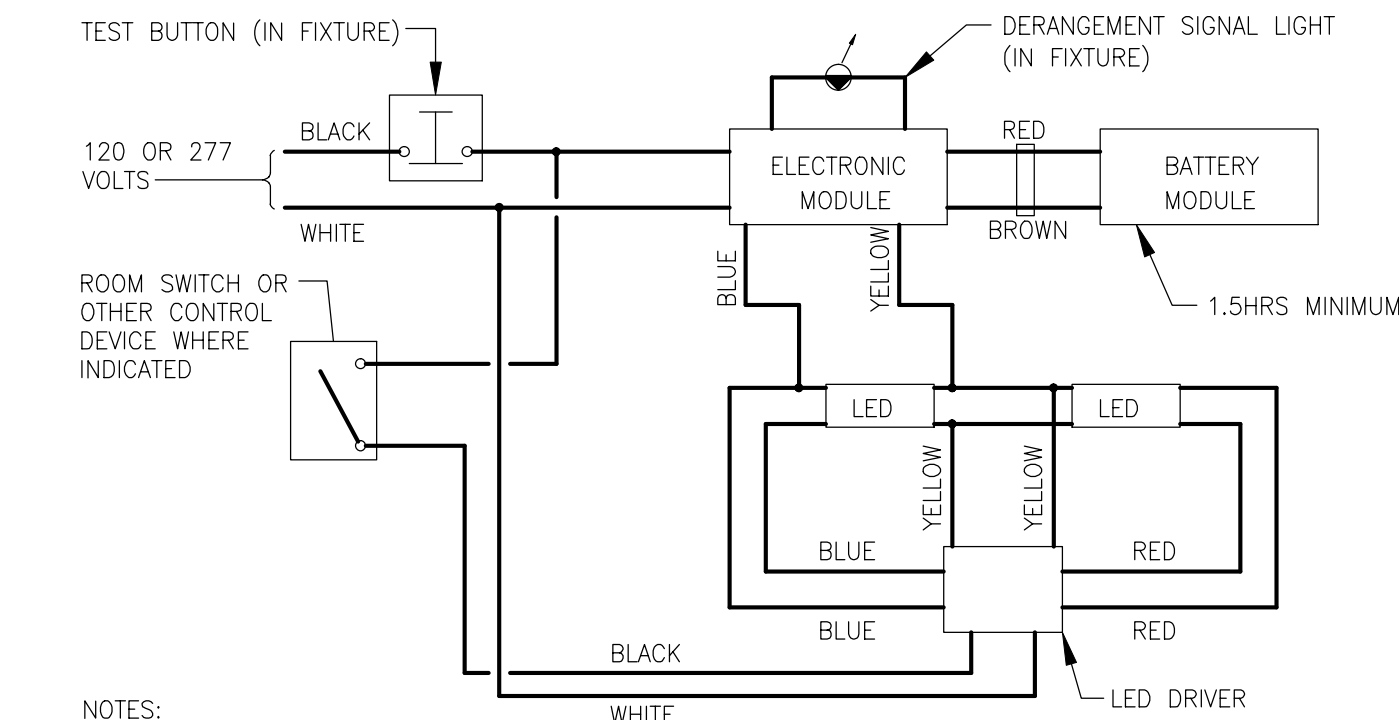 TEST BUTTON (IN FIXTURE)
DERANGEMENT SIGNAL LIGHT
(IN FIXTURE)
BLACK
120 OR 277
VOLTS
WHITE
ELECTRONIC
MODULE
RED
BROWN
BATTERY
MODULE
1.5HRS MINIMUM
BLUE
YELLOW
ROOM SWITCH OR
OTHER CONTROL
DEVICE WHERE
INDICATED
LED
LED
YELLOW
YELLOW
BLUE
RED
BLUE
RED
BLACK
WHITE
LED DRIVER
NOTES: